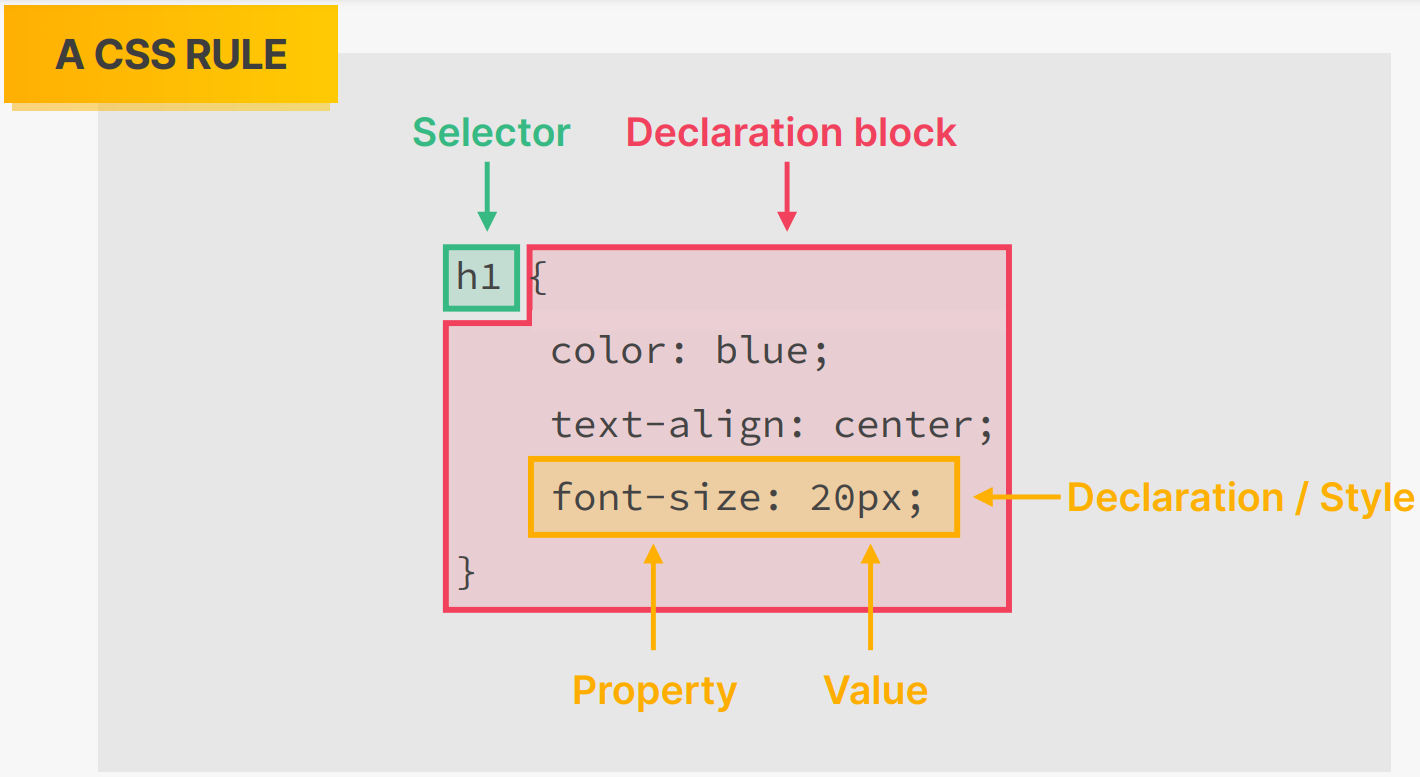 A CSS RULE
Selector Declaration block
h1 {
color: blue;
text-align: center;
font-size: 20px;
Declaration / Style
}
Property Value